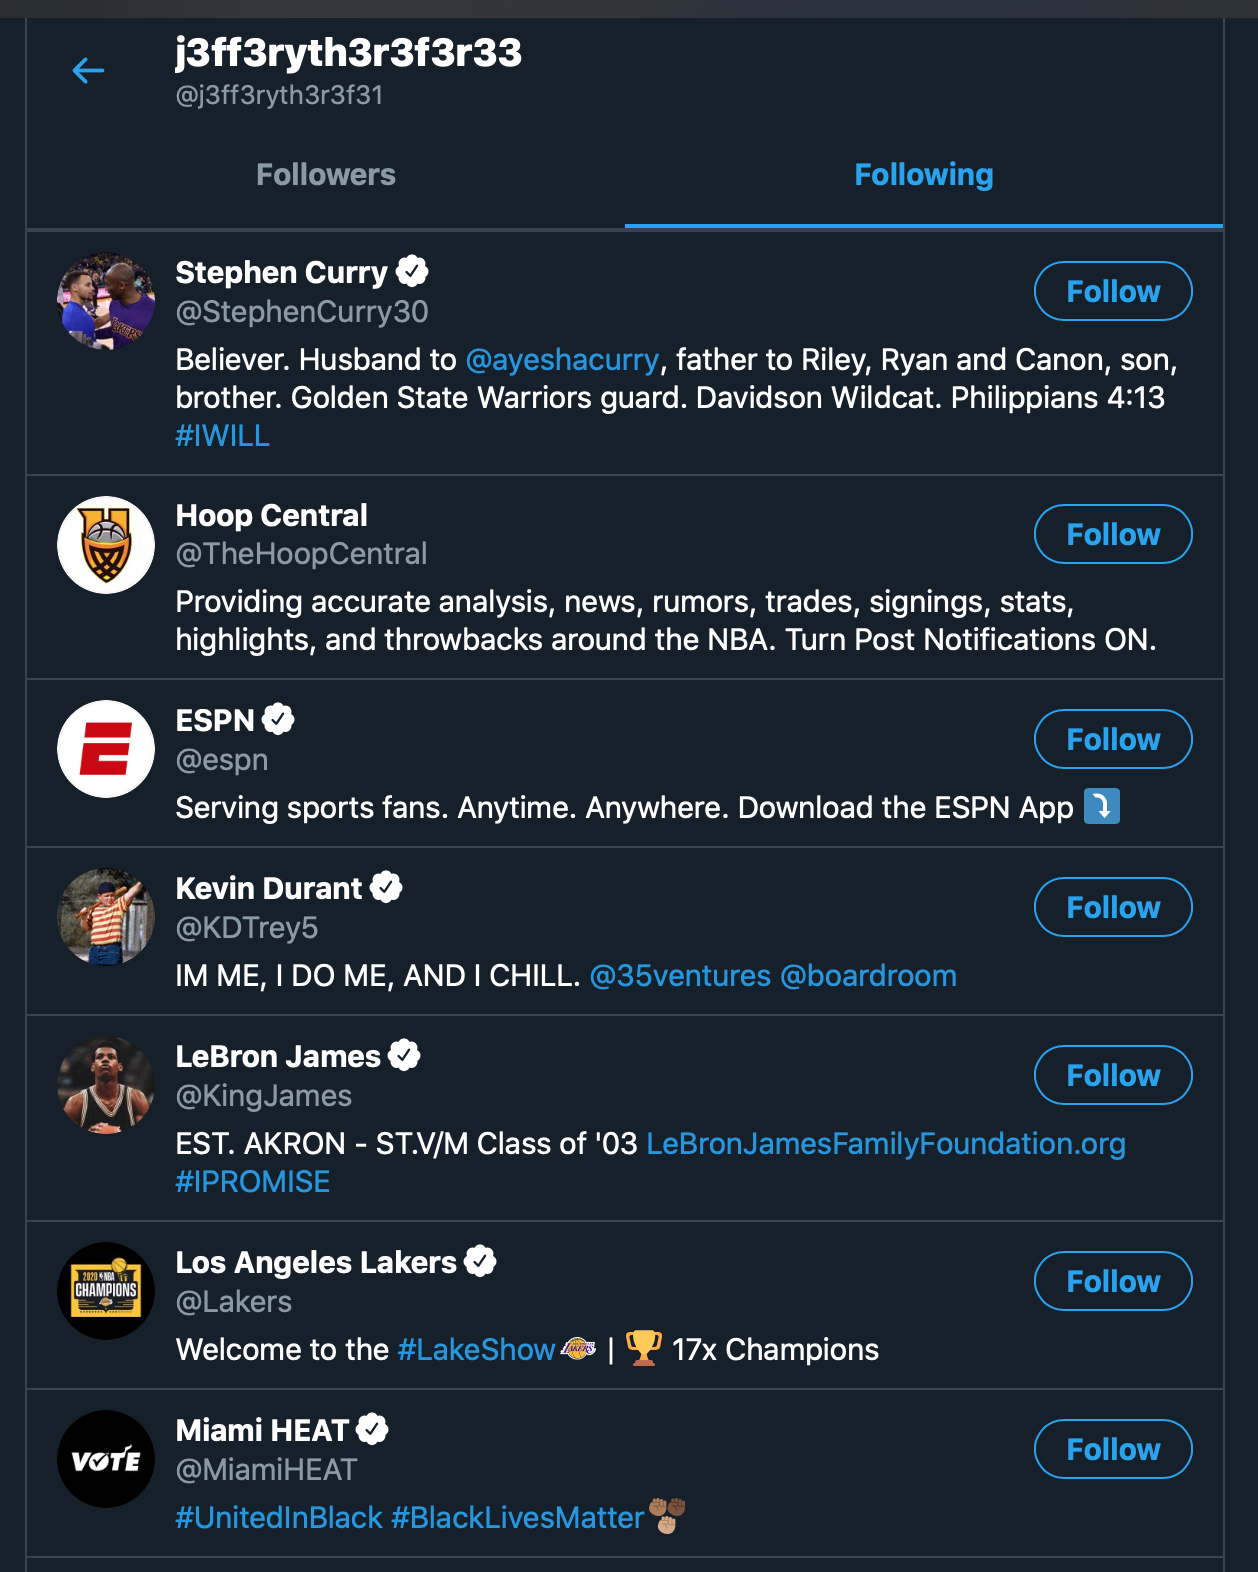 j3ff3ryth3r3f3r33
@j3ff3ryth3r3f31
Followers
Following
Stephen Curry
@StephenCurry30
Follow
Believer. Husband to @ayeshacurry, father to Riley, Ryan and Canon, son,
brother. Golden State Warriors guard. Davidson Wildcat. Philippians 4:13
#IWILL
Hoop Central
@TheHoopCentral
Follow
Providing accurate analysis, news, rumors, trades, signings, stats,
highlights, and throwbacks around the NBA. Turn Post Notifications ON.
ESPN
@espn
Follow
Serving sports fans. Anytime. Anywhere. Download the ESPN App ⤵️
Kevin Durant
@KDTrey5
Follow
IM ME, I DO ME, AND I CHILL. @35ventures @boardroom
LeBron James
@KingJames
Follow
EST. AKRON - ST.V/M Class of '03 LeBronJamesFamilyFoundation.org
#IPROMISE
2020 NBA
CHAMPIONS
Los Angeles Lakers
@Lakers
Follow
Welcome to the #LakeShow | 🏆 17x Champions
VOTE
Miami HEAT
@MiamiHEAT
Follow
#UnitedInBlack #BlackLivesMatter